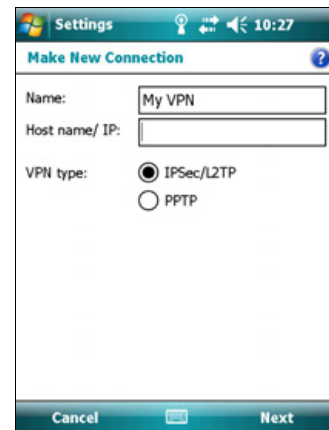 Settings 10:27
Make New Connection
Name: My VPN
Host name/ IP:
VPN type: IPSec/L2TP
PPTP
Cancel Next